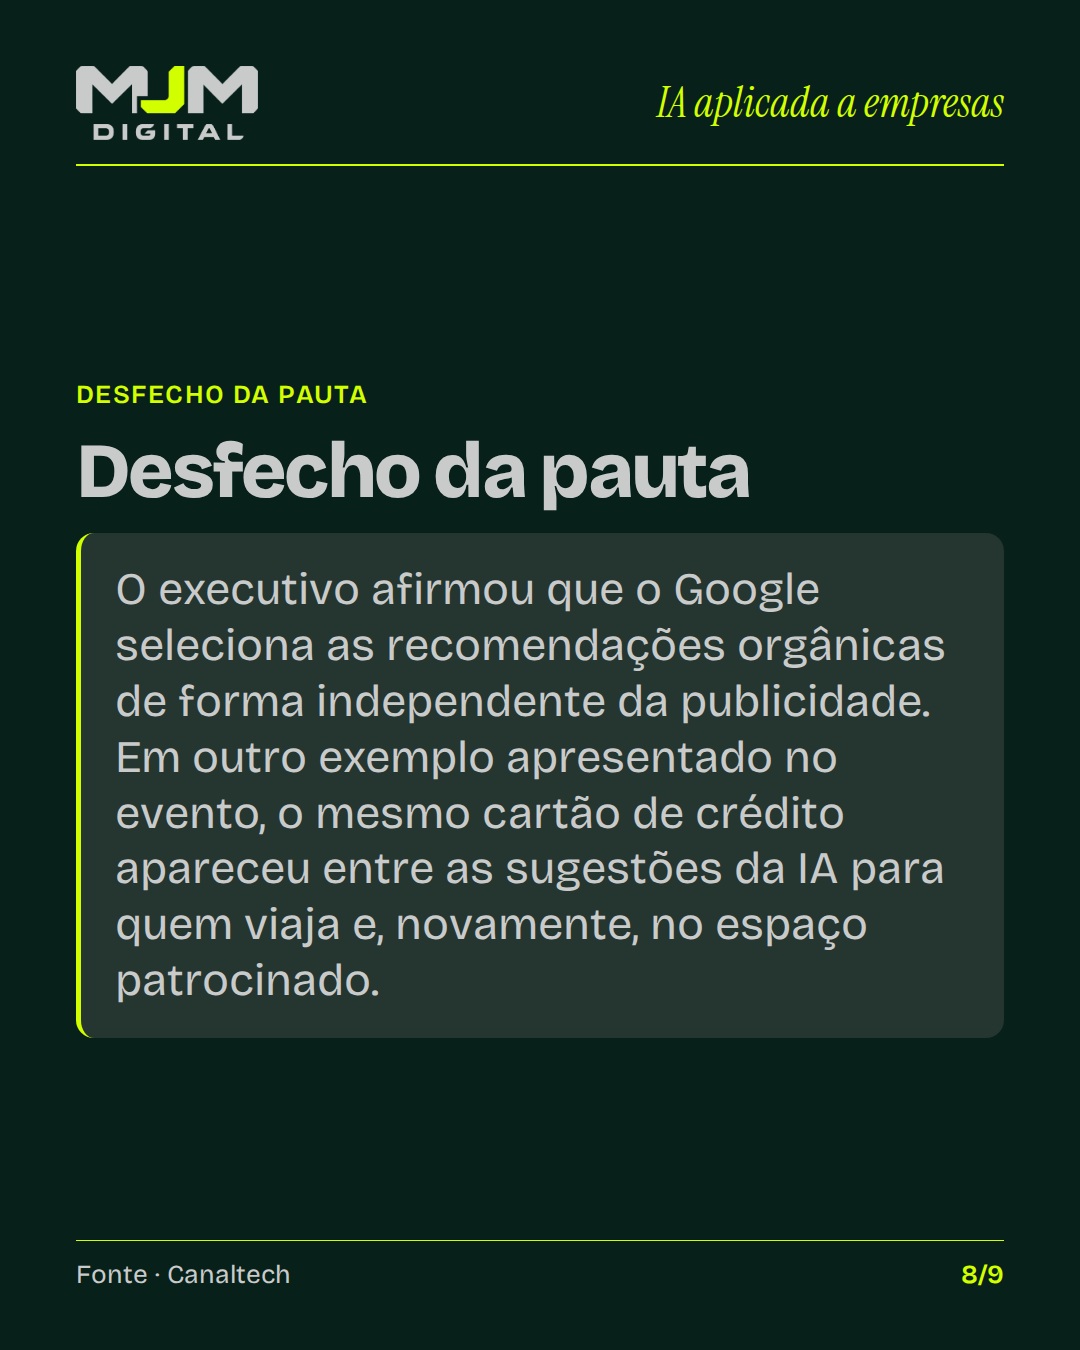 MJM
DIGITAL
IA aplicada a empresas
DESFECHO DA PAUTA
Desfecho da pauta
O executivo afirmou que o Google
seleciona as recomendações orgânicas
de forma independente da publicidade.
Em outro exemplo apresentado no
evento, o mesmo cartão de crédito
apareceu entre as sugestões da IA para
quem viaja e, novamente, no espaço
patrocinado.
Fonte · Canaltech
8/9